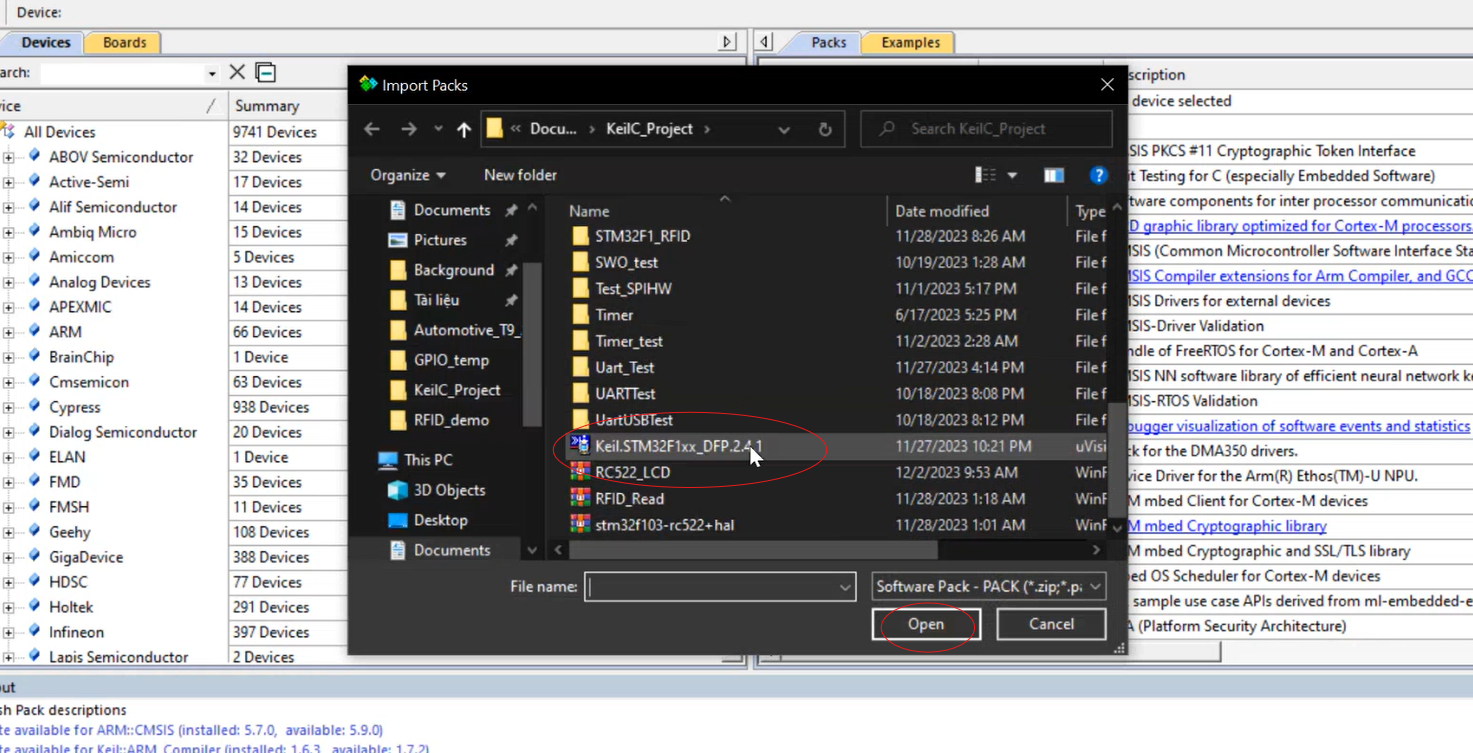 Device:
Devices
Boards
Packs
Examples
arch:
ice
Summary
All Devices
9741 Devices
ABOV Semiconductor
32 Devices
Active-Semi
17 Devices
Alif Semiconductor
14 Devices
Ambiq Micro
15 Devices
Amiccom
5 Devices
Analog Devices
13 Devices
APEXMIC
14 Devices
ARM
66 Devices
BrainChip
1 Device
Cmsemicon
63 Devices
Cypress
938 Devices
Dialog Semiconductor
20 Devices
ELAN
1 Device
FMD
35 Devices
FMSH
11 Devices
Geehy
108 Devices
GigaDevice
388 Devices
HDSC
77 Devices
Holtek
291 Devices
Infineon
397 Devices
Lapis Semiconductor
2 Devices
Import Packs
« Docu... › KeilC_Project ›
Search KeilC_Project
Organize
New folder
Documents
Pictures
Background
Tài liệu
Automotive_T9_
GPIO_temp
KeilC_Project
RFID_demo
This PC
3D Objects
Desktop
Documents
Name
Date modified
Type
STM32F1_RFID
11/28/2023 8:26 AM
File f
SWO_test
10/19/2023 1:28 AM
File f
Test_SPIHW
11/1/2023 5:17 PM
File f
Timer
6/17/2023 5:25 PM
File f
Timer_test
11/2/2023 2:28 AM
File f
Uart_Test
11/27/2023 4:14 PM
File f
UARTTest
10/18/2023 8:08 PM
File f
UartUSBTest
10/18/2023 8:12 PM
File f
Keil.STM32F1xx_DFP.2.4.1
11/27/2023 10:21 PM
uVisi
RC522_LCD
12/2/2023 9:53 AM
WinF
RFID_Read
11/28/2023 1:18 AM
WinF
stm32f103-rc522+hal
11/28/2023 1:01 AM
WinF
File name:
Software Pack - PACK (*.zip;*.pa
Open
Cancel
scription
device selected
SIS PKCS #11 Cryptographic Token Interface
it Testing for C (especially Embedded Software)
tware components for inter processor communicatio
D graphic library optimized for Cortex-M processors.
MSIS (Common Microcontroller Software Interface Sta
MSIS Compiler extensions for Arm Compiler, and GCC
MSIS Drivers for external devices
MSIS-Driver Validation
ndle of FreeRTOS for Cortex-M and Cortex-A
MSIS NN software library of efficient neural network ke
MSIS-RTOS Validation
bugger visualization of software events and statistics
ck for the DMA350 drivers.
vice Driver for the Arm(R) Ethos(TM)-U NPU.
M mbed Client for Cortex-M devices
M mbed Cryptographic library
M mbed Cryptographic and SSL/TLS library
bed OS Scheduler for Cortex-M devices
sample use case APIs derived from ml-embedded-e
A (Platform Security Architecture)
out
sh Pack descriptions
te available for ARM::CMSIS (installed: 5.7.0, available: 5.9.0)
te available for Keil::ARM_Compiler (installed: 1.6.3, available: 1.7.2)